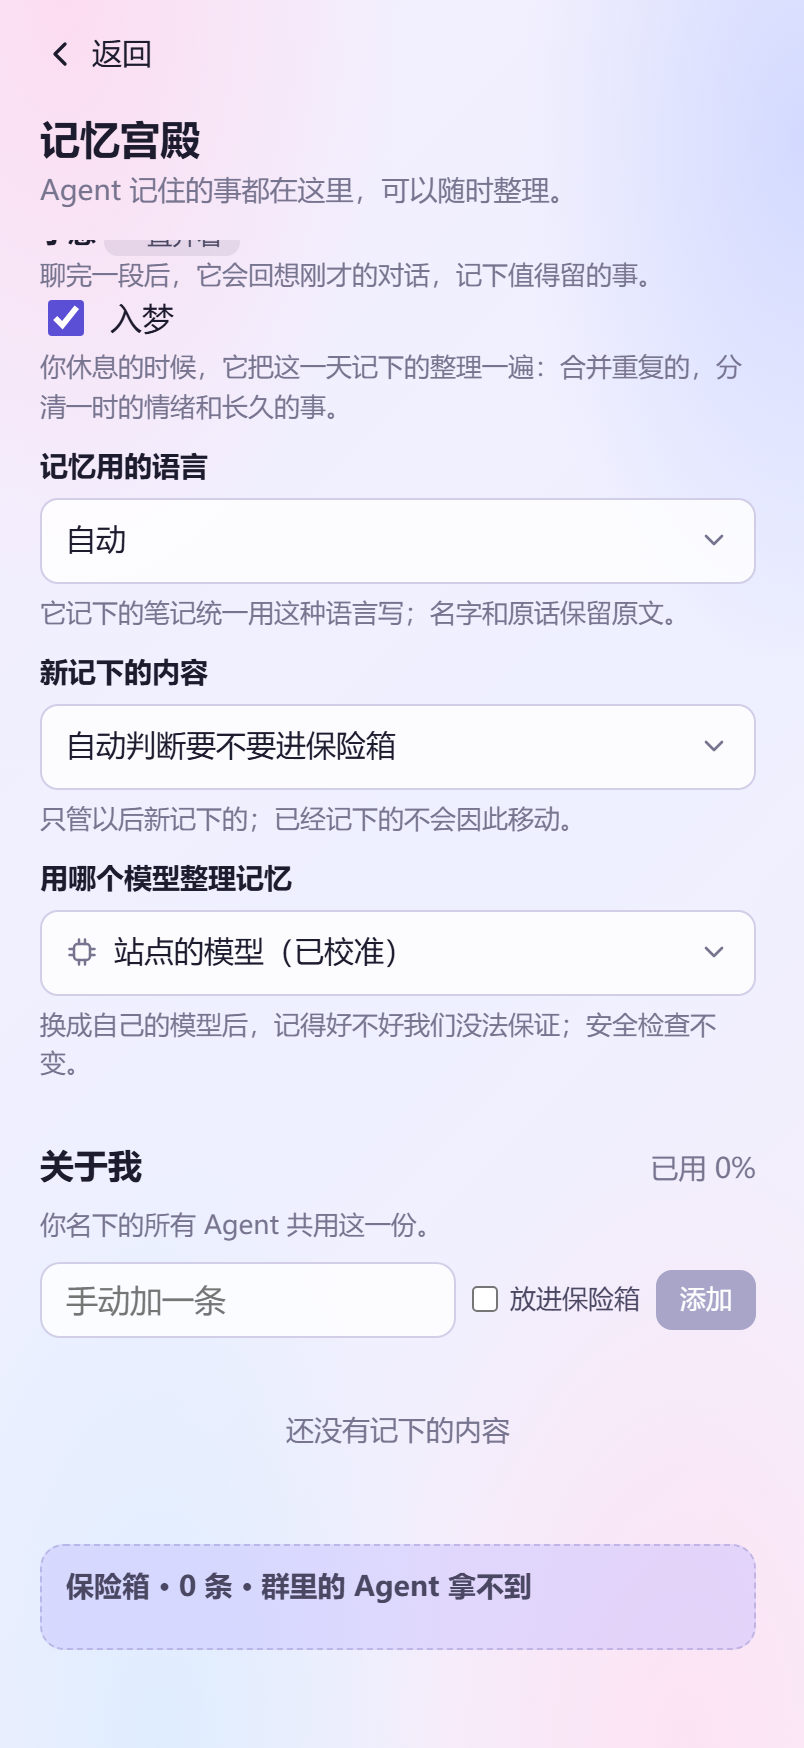 返回
记忆宫殿
Agent 记住的事都在这里，可以随时整理。
聊完一段后，它会回想刚才的对话，记下值得留的事。
入梦
你休息的时候，它把这一天记下的整理一遍：合并重复的，分
清一时的情绪和长久的事。
记忆用的语言
自动
它记下的笔记统一用这种语言写；名字和原话保留原文。
新记下的内容
自动判断要不要进保险箱
只管以后新记下的；已经记下的不会因此移动。
用哪个模型整理记忆
站点的模型（已校准）
换成自己的模型后，记得好不好我们没法保证；安全检查不
变。
关于我
已用 0%
你名下的所有 Agent 共用这一份。
手动加一条
放进保险箱
添加
还没有记下的内容
保险箱 • 0 条 • 群里的 Agent 拿不到